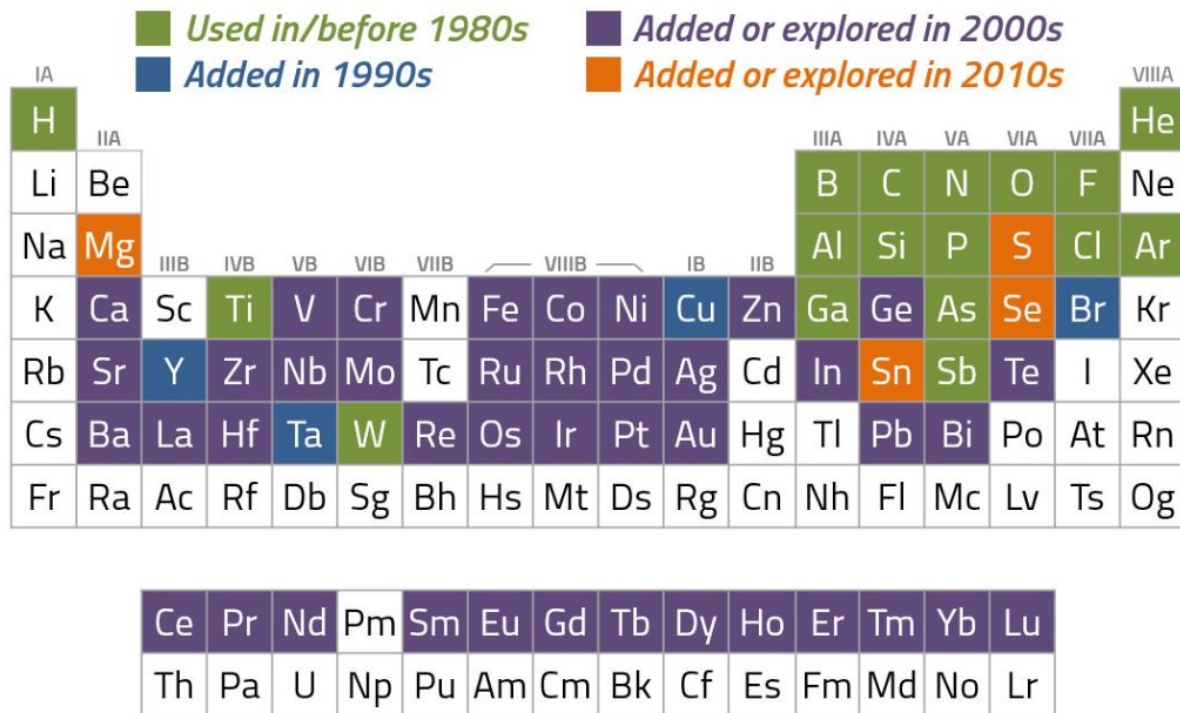 Used in/before 1980s Added or explored in 2000s
Added in 1990s Added or explored in 2010s
IA VIIIA
H He
IIA IIIA IVA VA VIA VIIA
Li Be B C N O F Ne
Na Mg Al Si P S Cl Ar
IIIB IVB VB VIB VIIB VIIIB IB IIB
K Ca Sc Ti V Cr Mn Fe Co Ni Cu Zn Ga Ge As Se Br Kr
Rb Sr Y Zr Nb Mo Tc Ru Rh Pd Ag Cd In Sn Sb Te I Xe
Cs Ba La Hf Ta W Re Os Ir Pt Au Hg Tl Pb Bi Po At Rn
Fr Ra Ac Rf Db Sg Bh Hs Mt Ds Rg Cn Nh Fl Mc Lv Ts Og
Ce Pr Nd Pm Sm Eu Gd Tb Dy Ho Er Tm Yb Lu
Th Pa U Np Pu Am Cm Bk Cf Es Fm Md No Lr